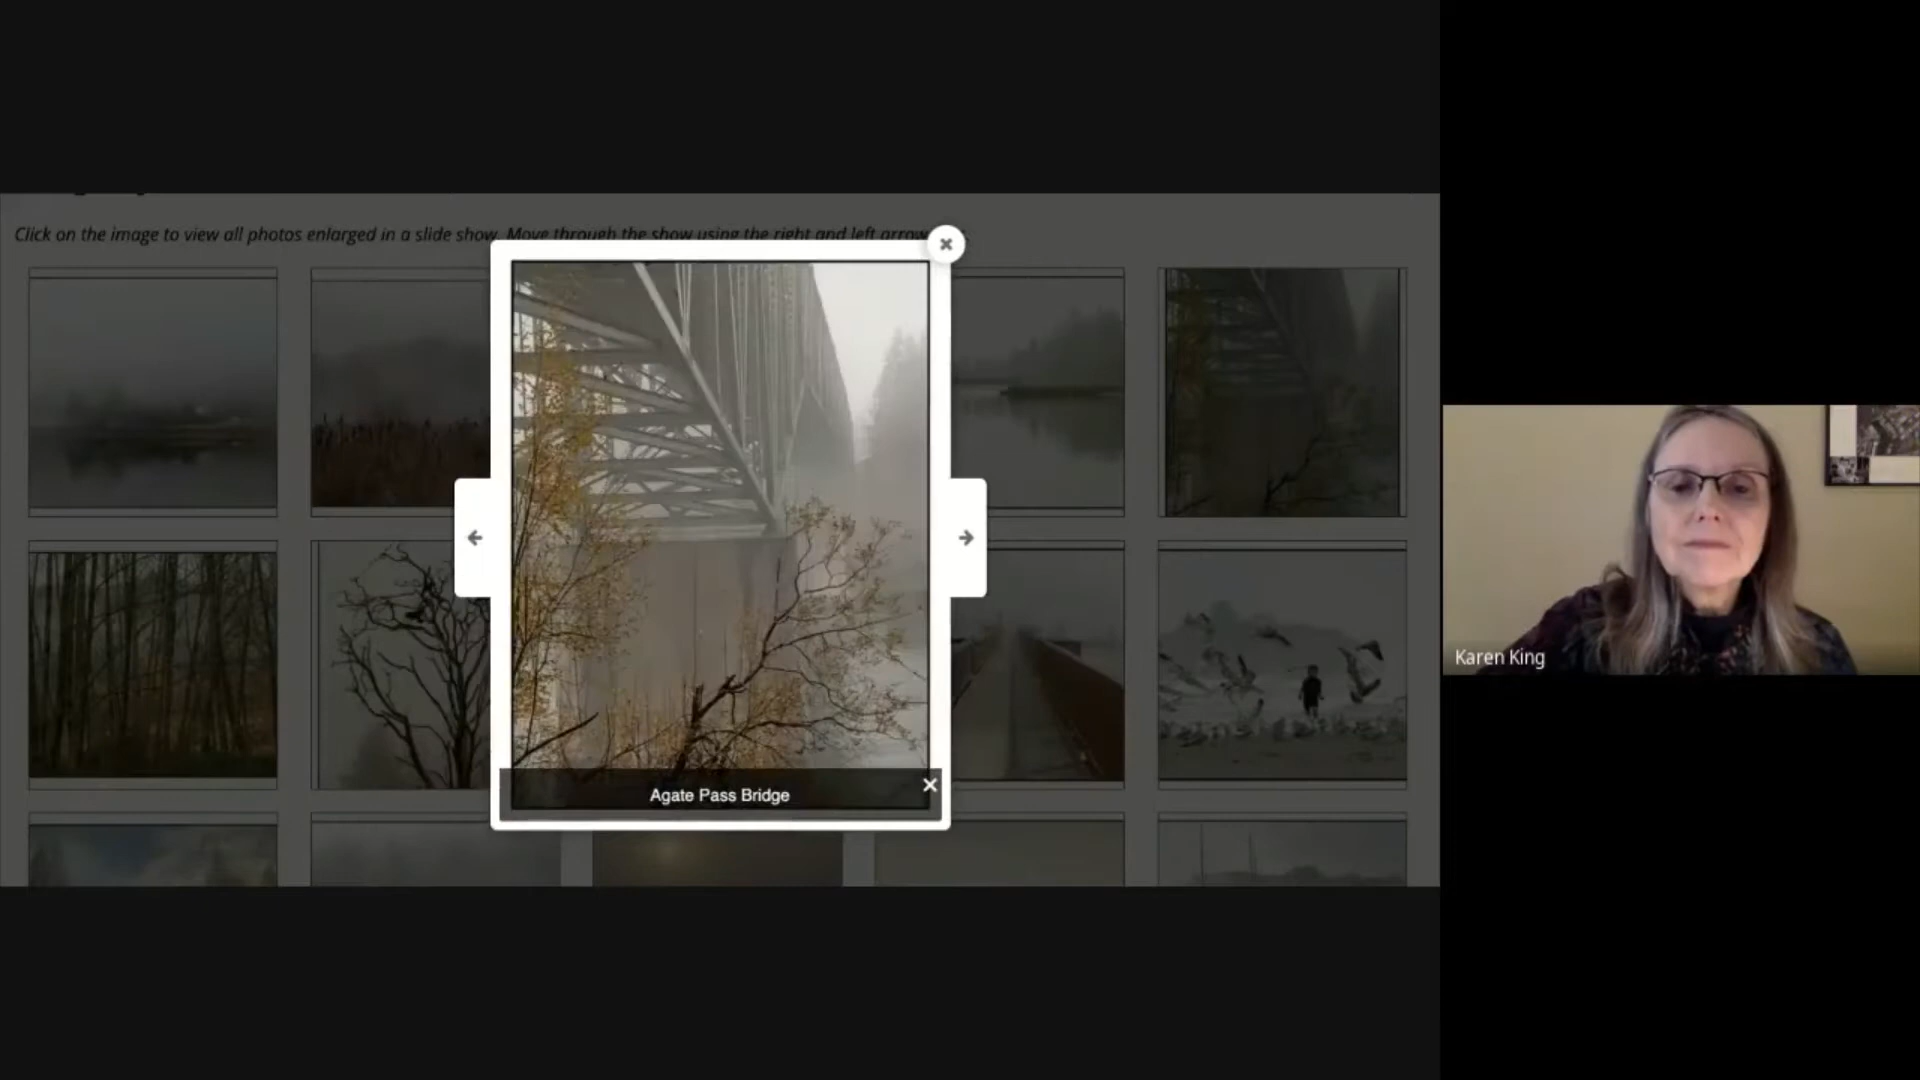 Click on the image to view all photos enlarged in a slide show. Move through the show using the right and left arrow
Agate Pass Bridge
Karen King